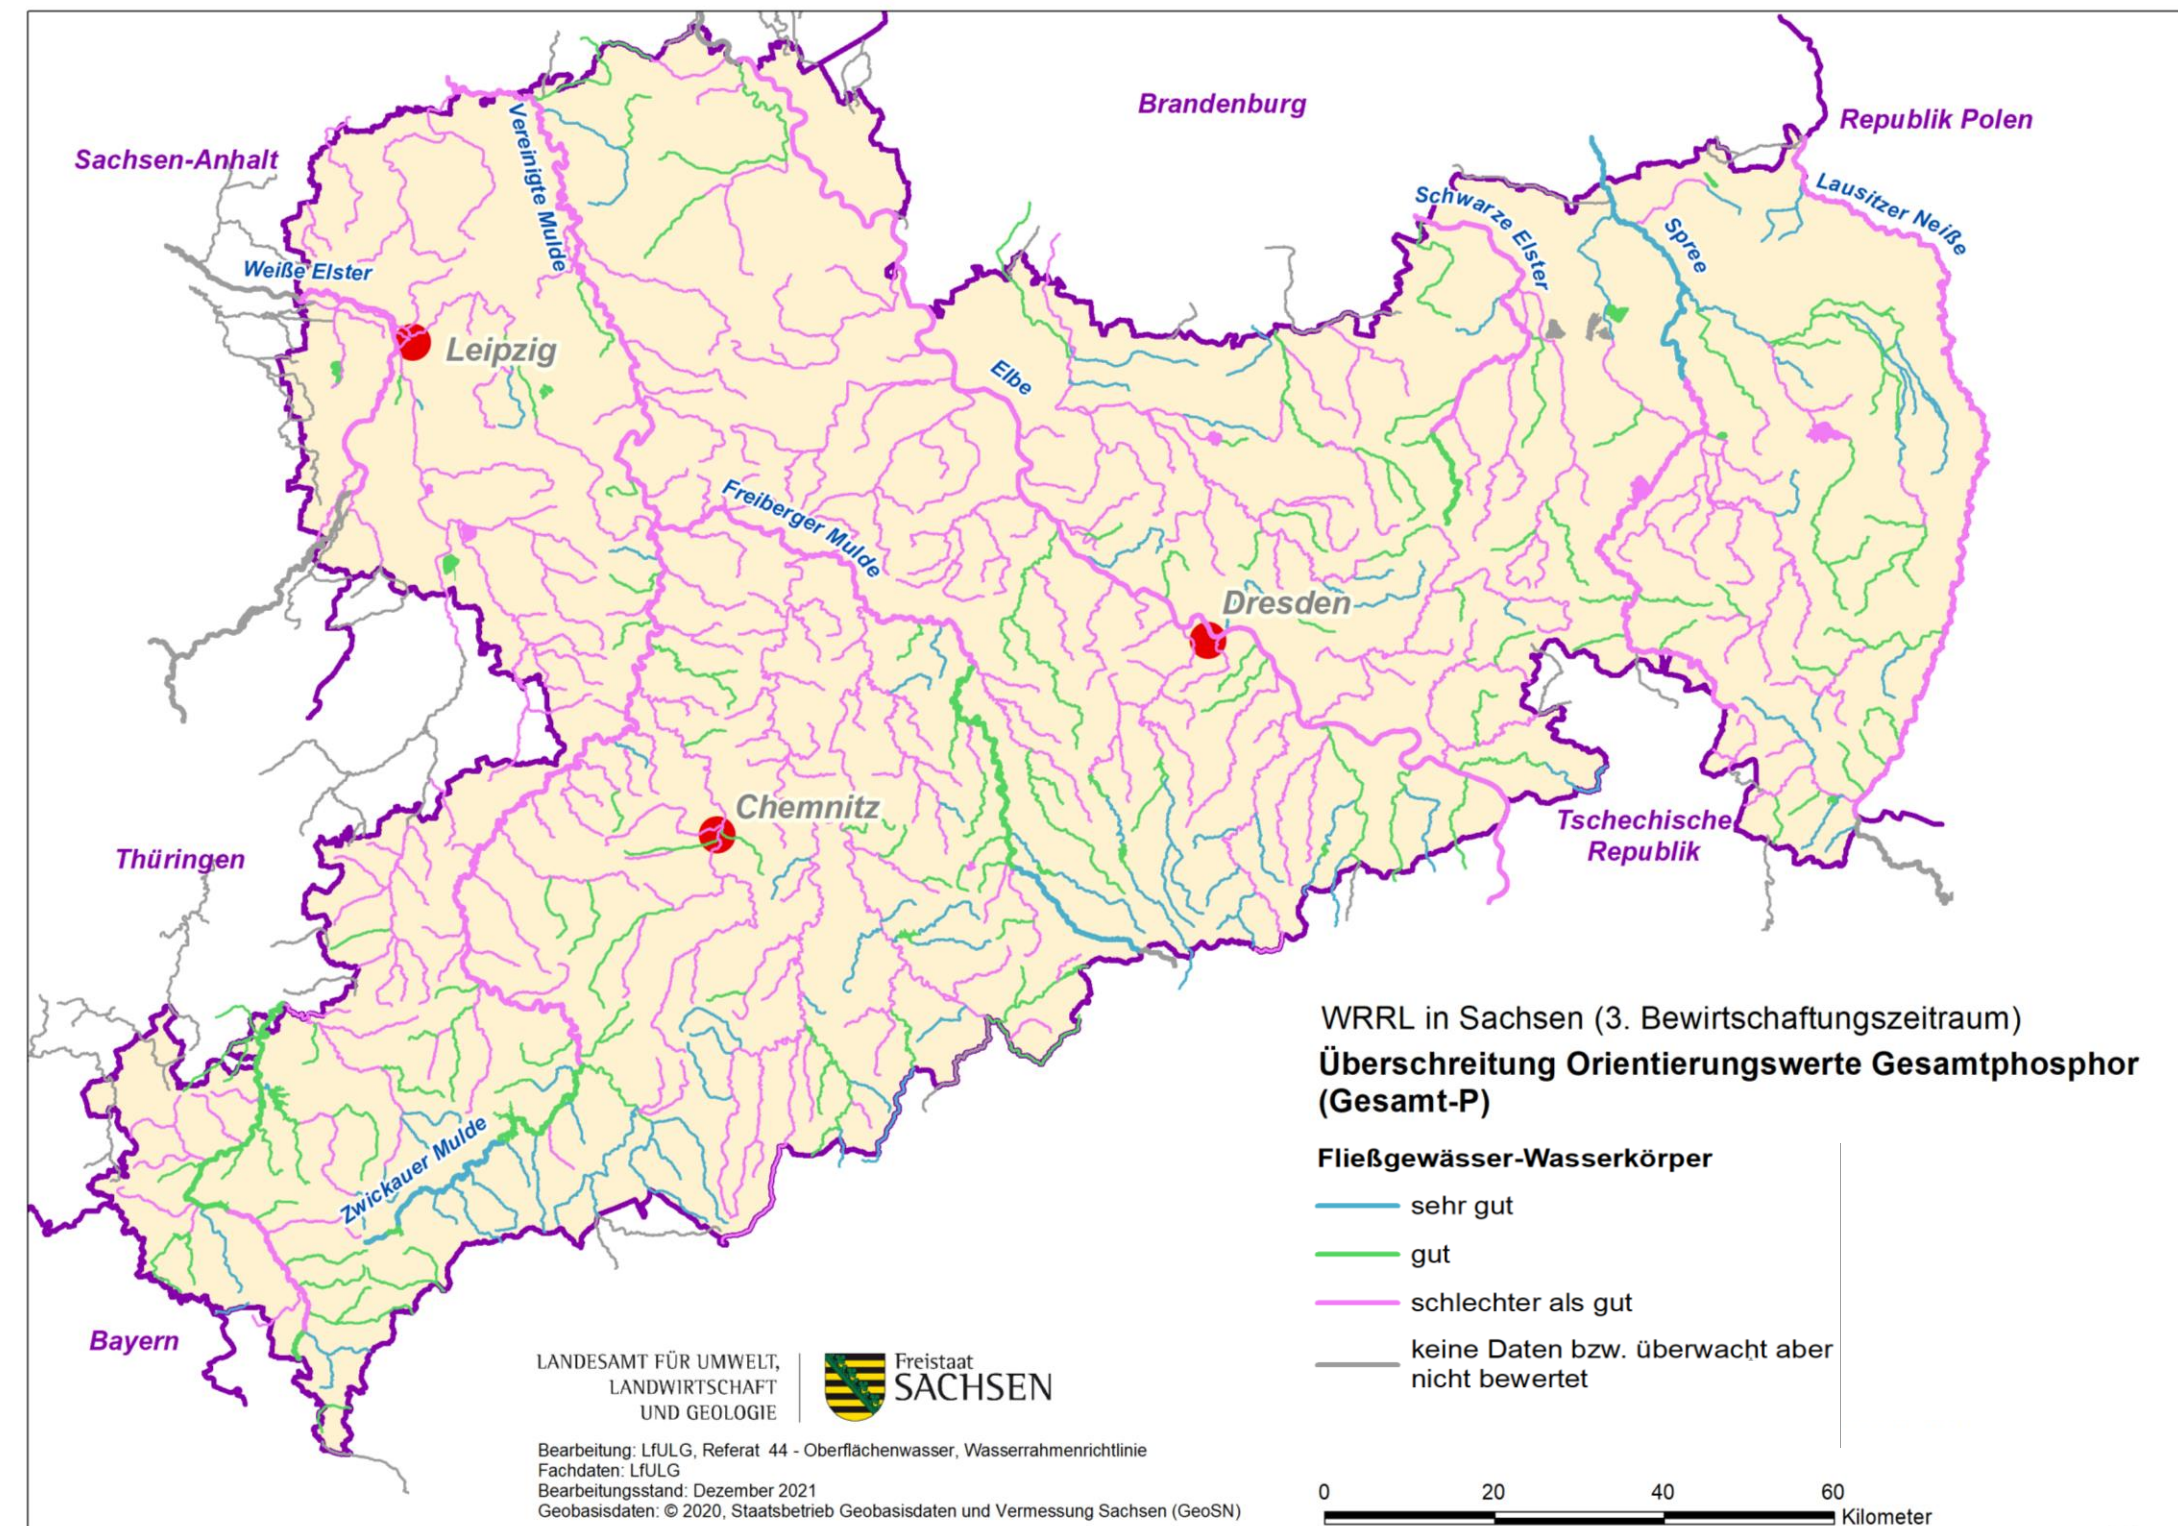 Brandenburg
Republik Polen
Sachsen-Anhalt
Vereinigte Mulde
Schwarze Elster
Lausitzer Neiße
Spree
Weiße Elster
Leipzig
Elbe
Freiberger Mulde
Dresden
Chemnitz
Tschechische
Republik
Thüringen
Zwickauer Mulde
Bayern
WRRL in Sachsen (3. Bewirtschaftungszeitraum)
Überschreitung Orientierungswerte Gesamtphosphor
(Gesamt-P)
Fließgewässer-Wasserkörper
sehr gut
gut
schlechter als gut
keine Daten bzw. überwacht aber
nicht bewertet
LANDESAMT FÜR UMWELT,
LANDWIRTSCHAFT
UND GEOLOGIE
Freistaat
SACHSEN
Bearbeitung: LfULG, Referat 44 - Oberflächenwasser, Wasserrahmenrichtlinie
Fachdaten: LfULG
Bearbeitungsstand: Dezember 2021
Geobasisdaten: © 2020, Staatsbetrieb Geobasisdaten und Vermessung Sachsen (GeoSN)
0 20 40 60
Kilometer